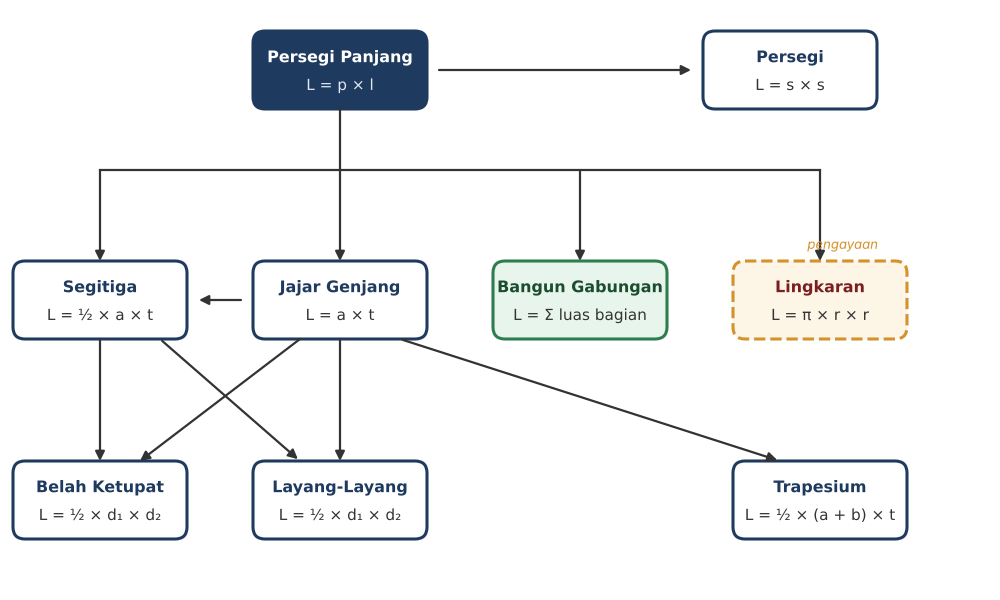 Persegi Panjang
L = p × l
Persegi
L = s × s
pengayaan
Segitiga
L = ½ × a × t
Jajar Genjang
L = a × t
Bangun Gabungan
L = Σ luas bagian
Lingkaran
L = π × r × r
Belah Ketupat
L = ½ × d₁ × d₂
Layang-Layang
L = ½ × d₁ × d₂
Trapesium
L = ½ × (a + b) × t